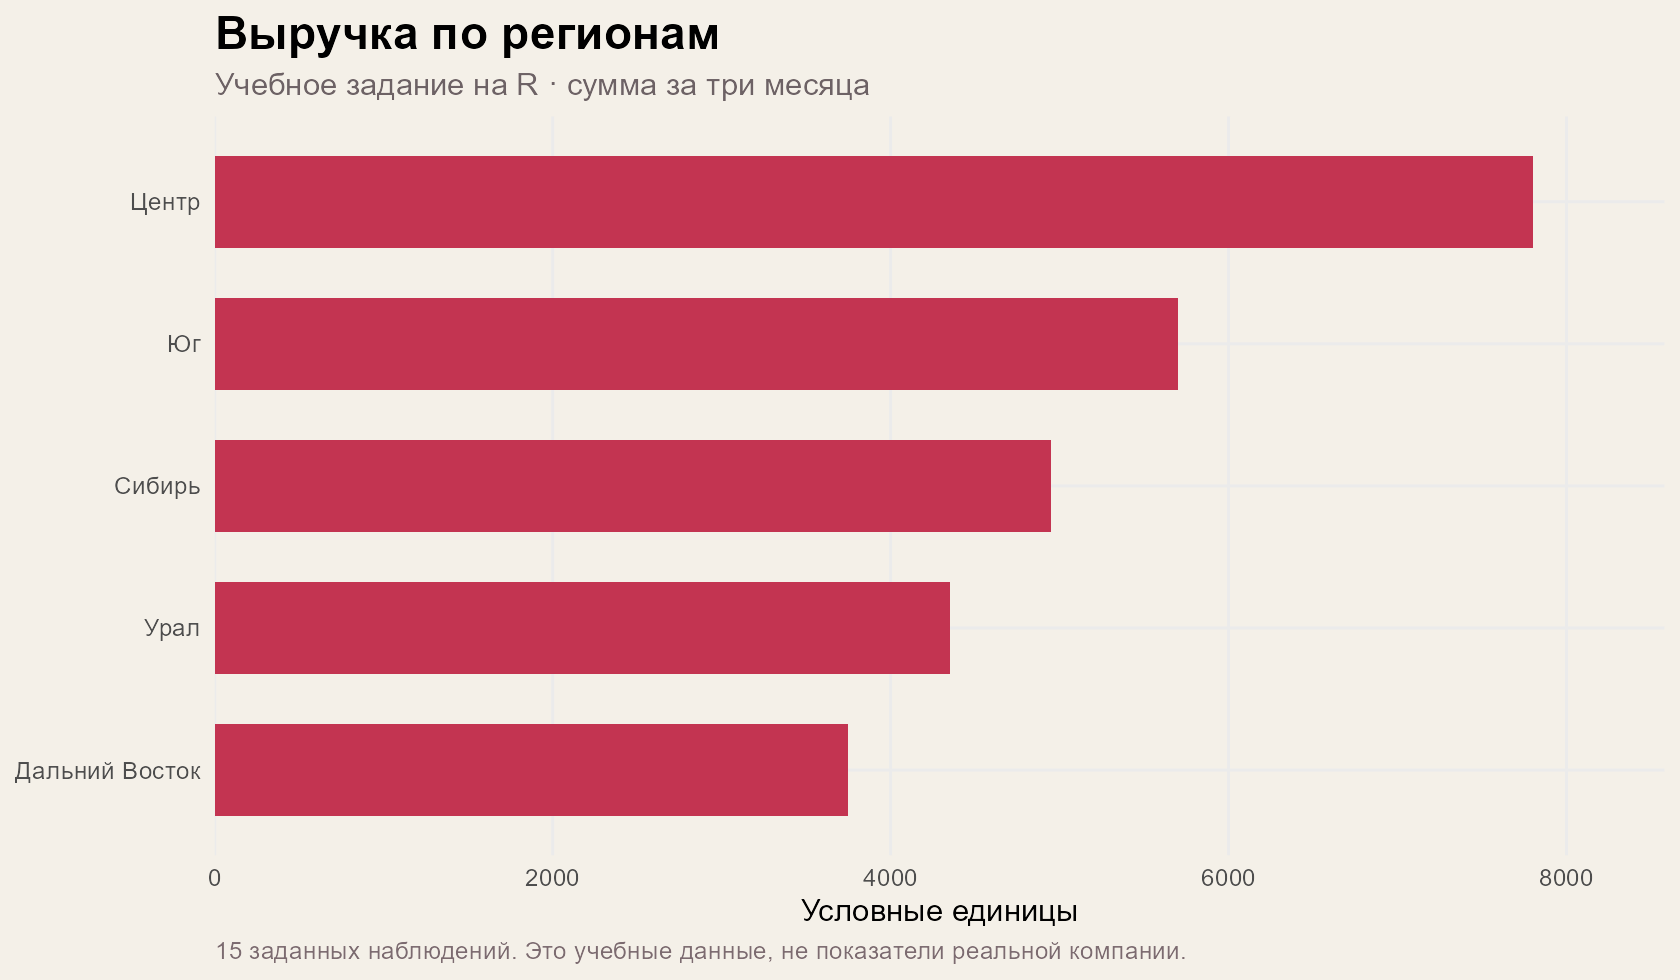 Выручка по регионам
Учебное задание на R · сумма за три месяца
Центр
Юг
Сибирь
Урал
Дальний Восток
0 2000 4000 6000 8000
Условные единицы
15 заданных наблюдений. Это учебные данные, не показатели реальной компании.